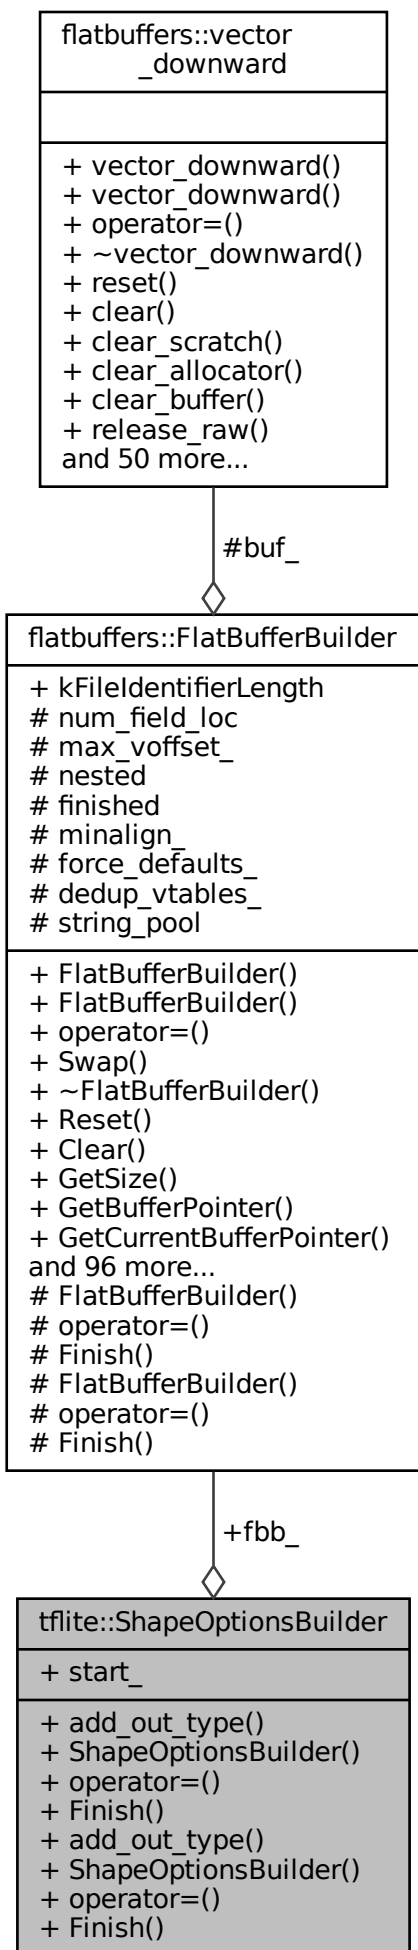 flatbuffers::vector
_downward
+ vector_downward()
+ vector_downward()
+ operator=()
+ ~vector_downward()
+ reset()
+ clear()
+ clear_scratch()
+ clear_allocator()
+ clear_buffer()
+ release_raw()
and 50 more...
#buf_
flatbuffers::FlatBufferBuilder
+ kFileIdentifierLength
# num_field_loc
# max_voffset_
# nested
# finished
# minalign_
# force_defaults_
# dedup_vtables_
# string_pool
+ FlatBufferBuilder()
+ FlatBufferBuilder()
+ operator=()
+ Swap()
+ ~FlatBufferBuilder()
+ Reset()
+ Clear()
+ GetSize()
+ GetBufferPointer()
+ GetCurrentBufferPointer()
and 96 more...
# FlatBufferBuilder()
# operator=()
# Finish()
# FlatBufferBuilder()
# operator=()
# Finish()
+fbb_
tflite::ShapeOptionsBuilder
+ start_
+ add_out_type()
+ ShapeOptionsBuilder()
+ operator=()
+ Finish()
+ add_out_type()
+ ShapeOptionsBuilder()
+ operator=()
+ Finish()